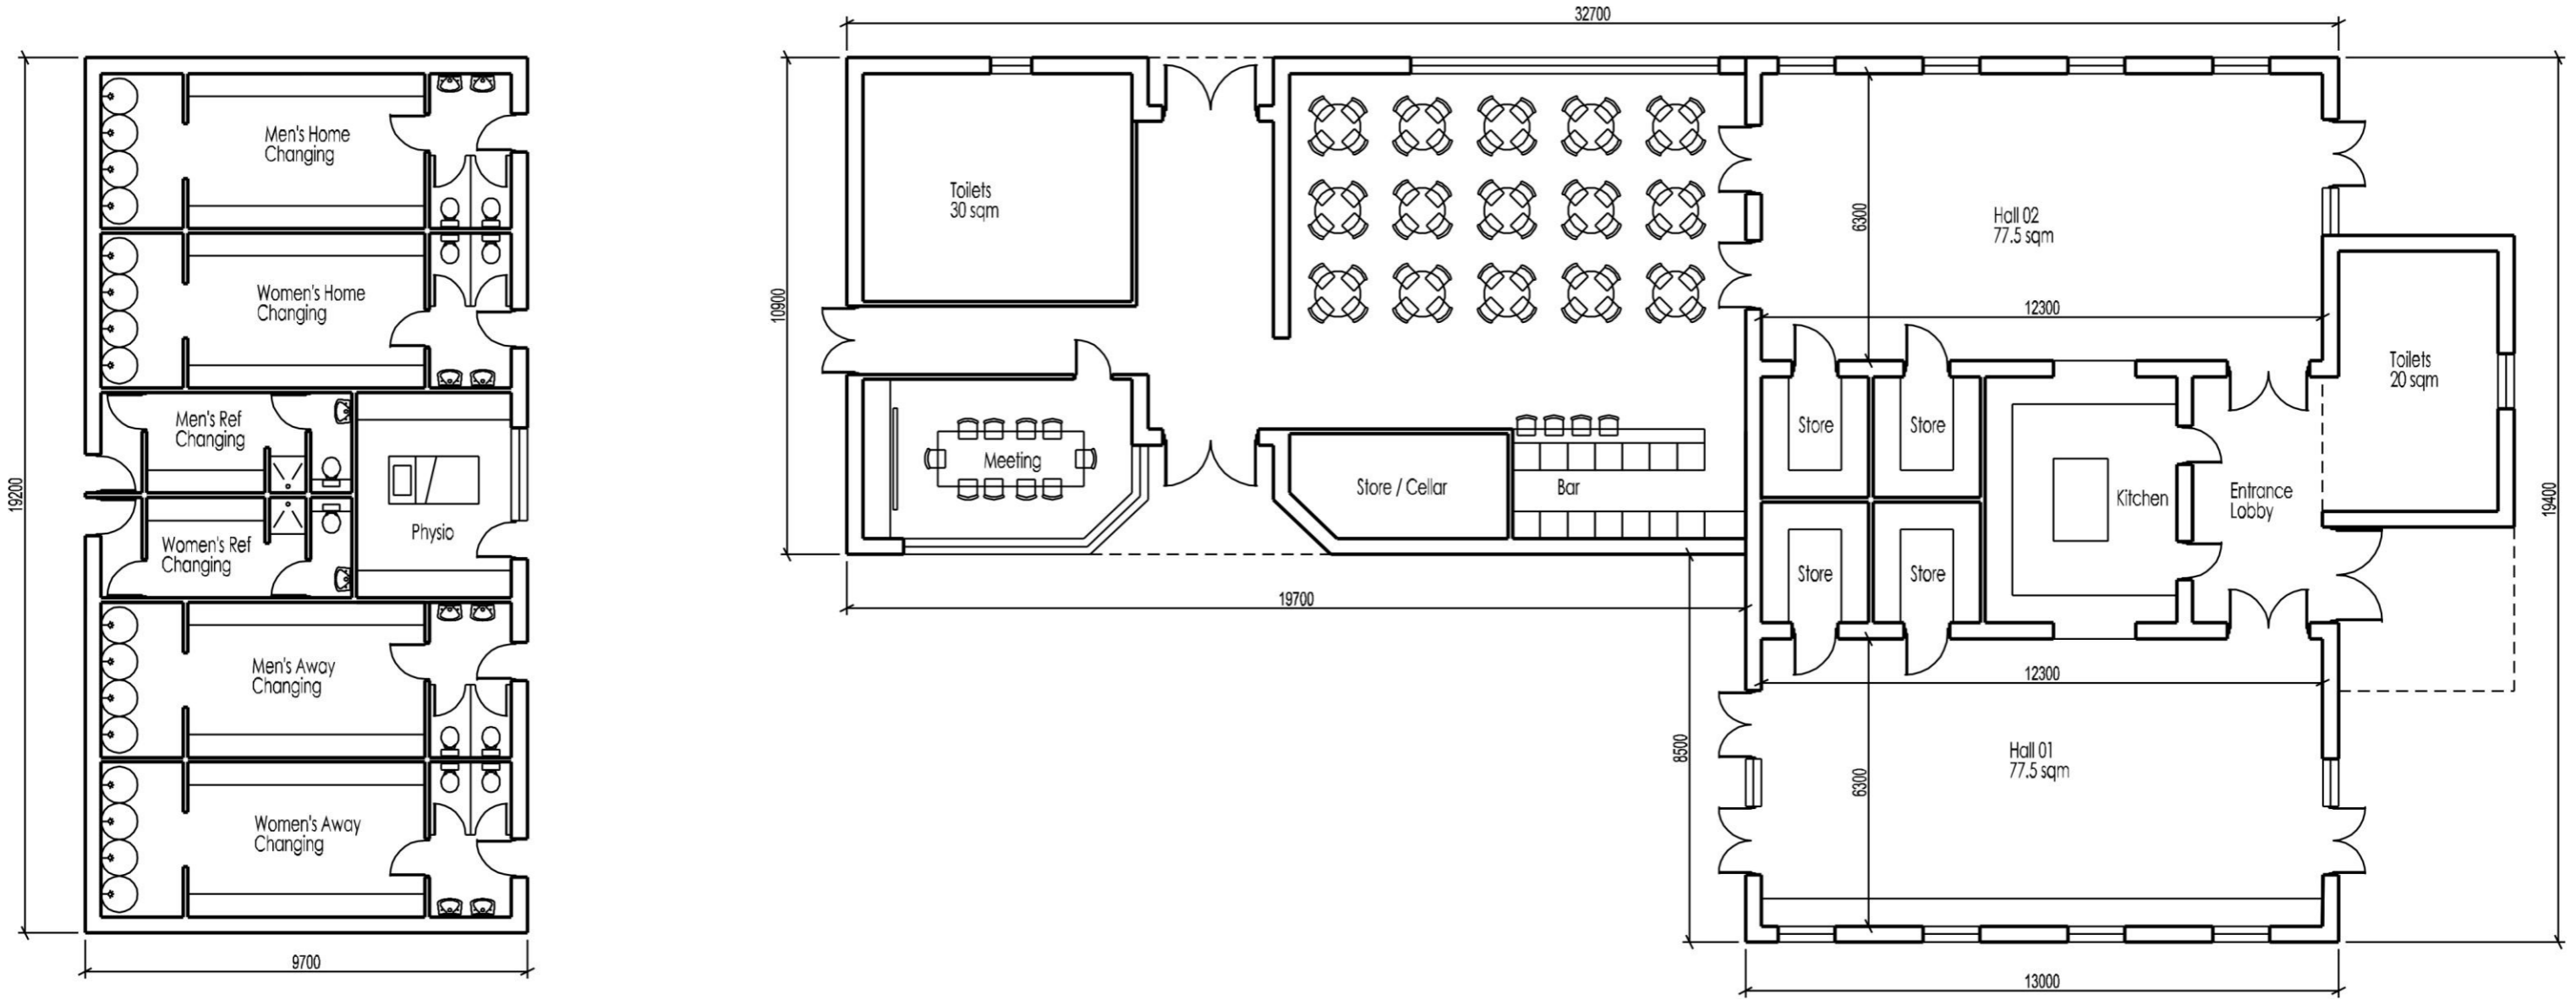 32700
Men's Home
Changing
Women's Home
Changing
Men's Ref
Changing
Women's Ref
Changing
Physio
Men's Away
Changing
Women's Away
Changing
19200
9700
10900
Toilets
30 sqm
Meeting
Store / Cellar
Bar
19700
8500
Hall 02
77.5 sqm
6300
12300
Store
Store
Store
Store
Kitchen
Entrance
Lobby
Toilets
20 sqm
12300
Hall 01
77.5 sqm
6300
19400
13000